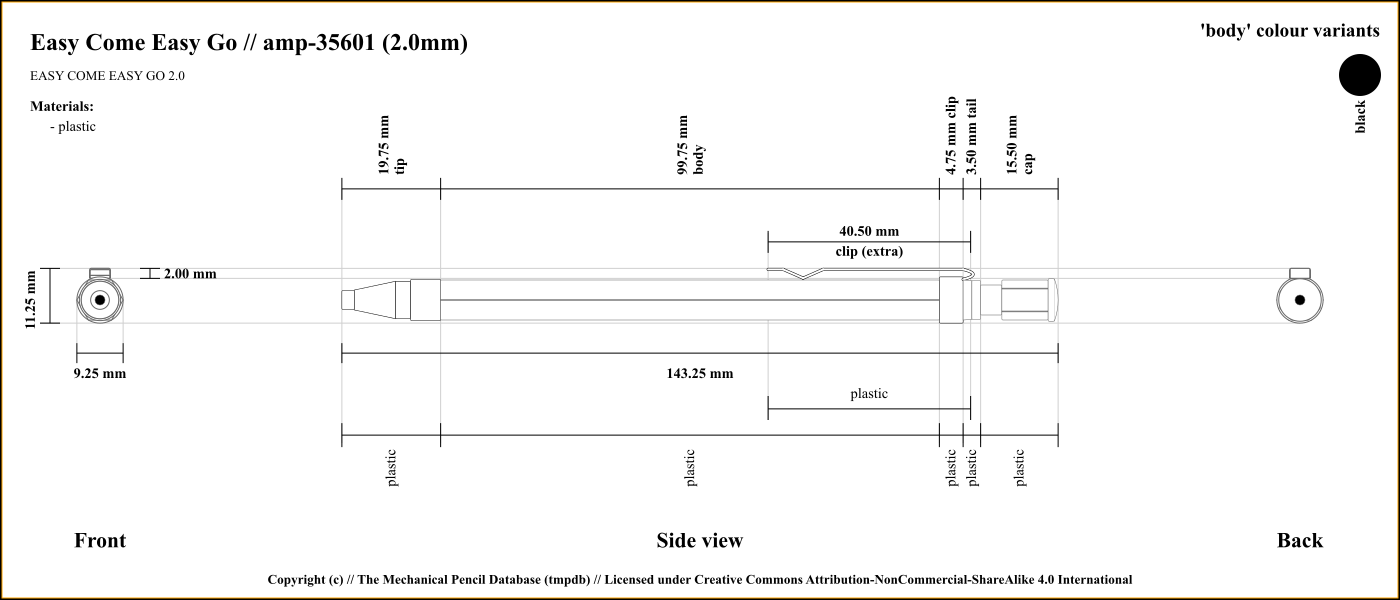 Easy Come Easy Go // amp-35601 (2.0mm)
EASY COME EASY GO 2.0
Materials:
- plastic
'body' colour variants
black
19.75 mm
tip
99.75 mm
body
4.75 mm clip
3.50 mm tail
15.50 mm
cap
40.50 mm
clip (extra)
2.00 mm
11.25 mm
9.25 mm
143.25 mm
plastic
plastic
plastic
plastic
plastic
plastic
Front
Side view
Back
Copyright (c) // The Mechanical Pencil Database (tmpdb) // Licensed under Creative Commons Attribution-NonCommercial-ShareAlike 4.0 International